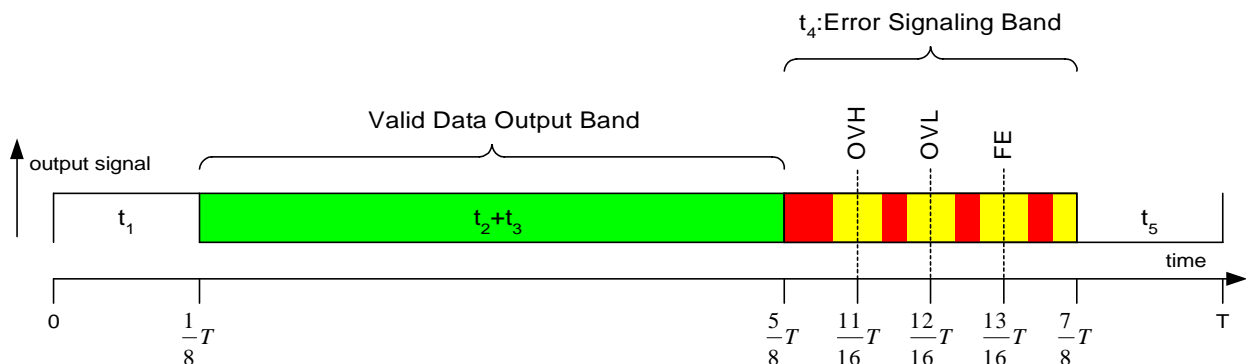 t₄:Error Signaling Band
Valid Data Output Band
OVH
OVL
FE
output signal
t₁
t₂+t₃
t₅
time
0
1/8 T
5/8 T
11/16 T
12/16 T
13/16 T
7/8 T
T